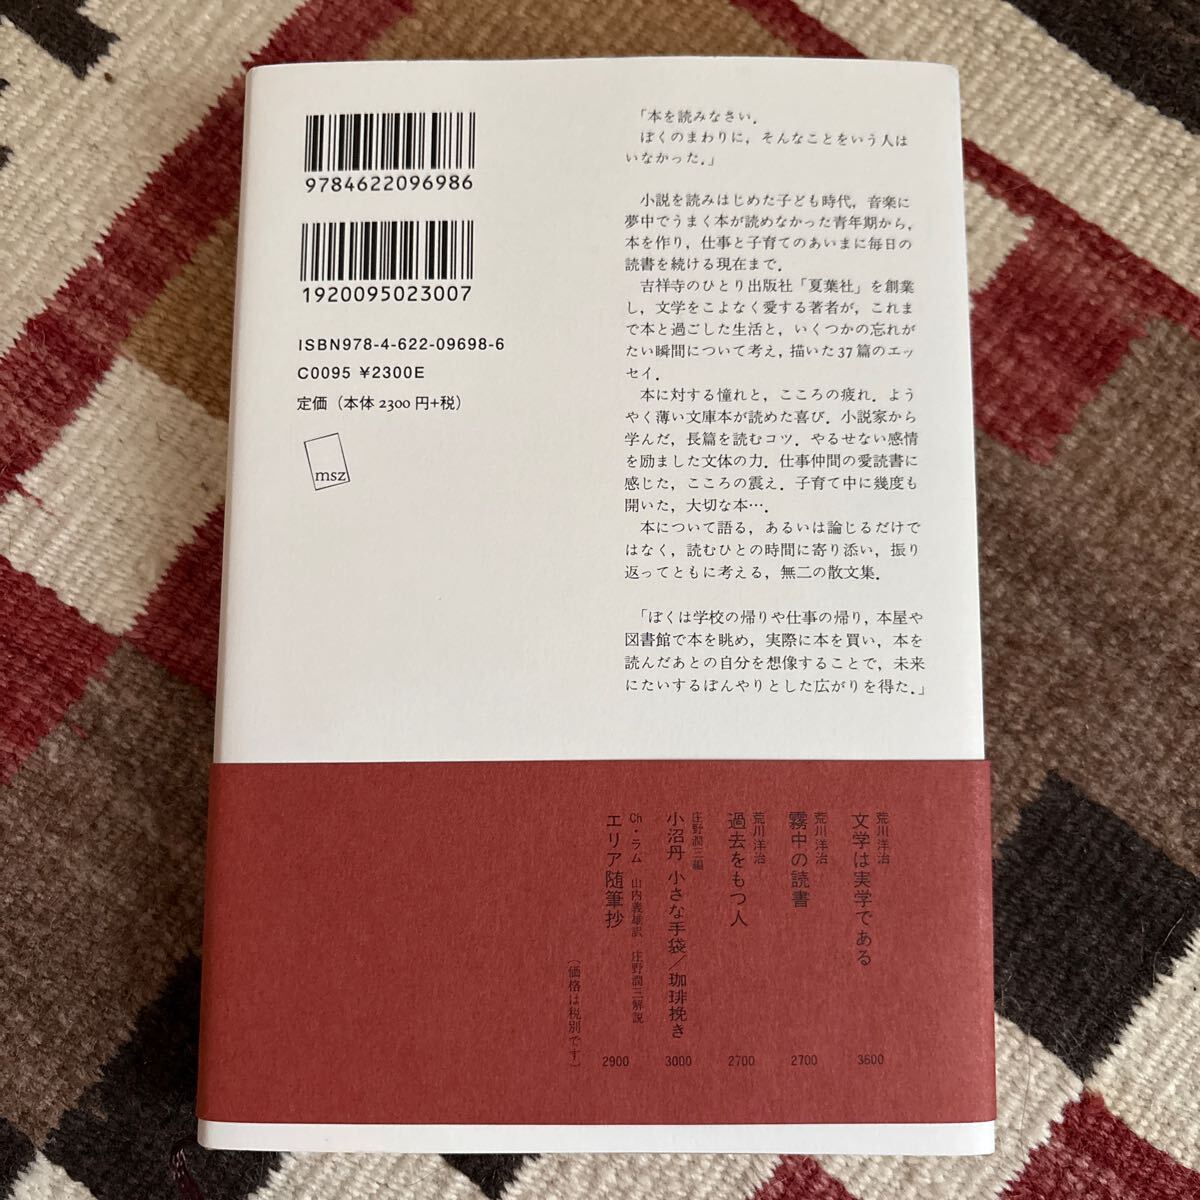 9784622096986
1920095023007
ISBN978-4-622-09698-6
C0095 ¥2300E
定価（本体2300円+税）
msz
「本を読みなさい．
ぼくのまわりに，そんなことをいう人は
いなかった．」
小説を読みはじめた子ども時代，音楽に
夢中でうまく本が読めなかった青年期から，
本を作り，仕事と子育てのあいまに毎日の
読書を続ける現在まで．
吉祥寺のひとり出版社「夏葉社」を創業
し，文学をこよなく愛する著者が，これま
で本と過ごした生活と，いくつかの忘れが
たい瞬間について考え，描いた37篇のエッ
セイ．
本に対する憧れと，こころの疲れ．よう
やく薄い文庫本が読めた喜び．小説家から
学んだ，長篇を読むコツ．やるせない感情
を励ました文体の力．仕事仲間の愛読書に
感じた，こころの震え．子育て中に幾度も
開いた，大切な本…．
本について語る，あるいは論じるだけで
はなく，読むひとの時間に寄り添い，振り
返ってともに考える，無二の散文集．
「ぼくは学校の帰りや仕事の帰り，本屋や
図書館で本を眺め，実際に本を買い，本を
読んだあとの自分を想像することで，未来
にたいするぼんやりとした広がりを得た．」
荒川洋治
文学は実学である 3600
荒川洋治
霧中の読書 2700
荒川洋治
過去をもつ人 2700
庄野潤三編
小沼丹 小さな手袋／珈琲挽き 3000
Ch・ラム 山内義雄訳 庄野潤三解説
エリア随筆抄 2900
（価格は税別です）